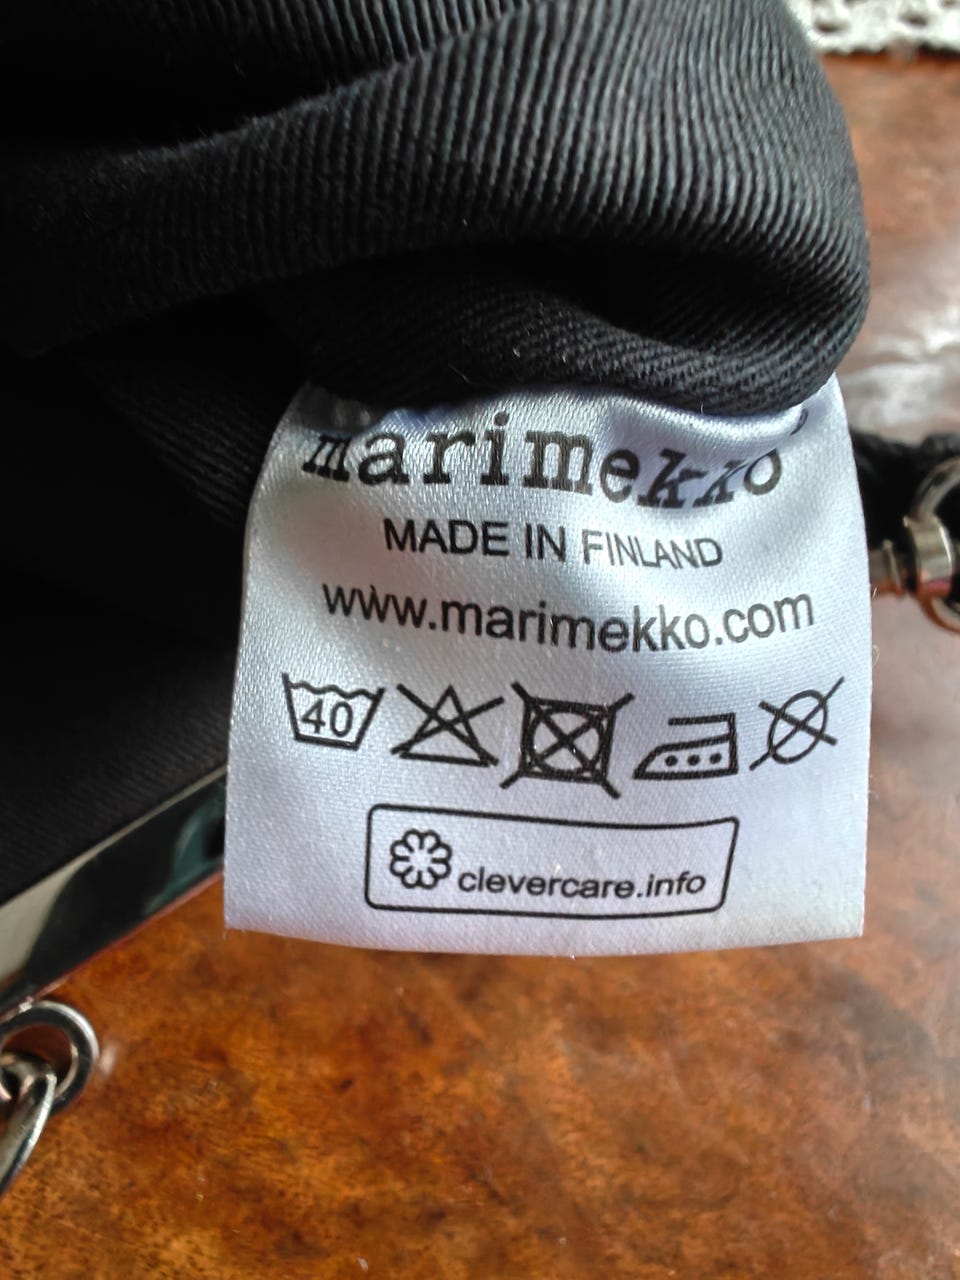 marimekko®
MADE IN FINLAND
www.marimekko.com
40
clevercare.info